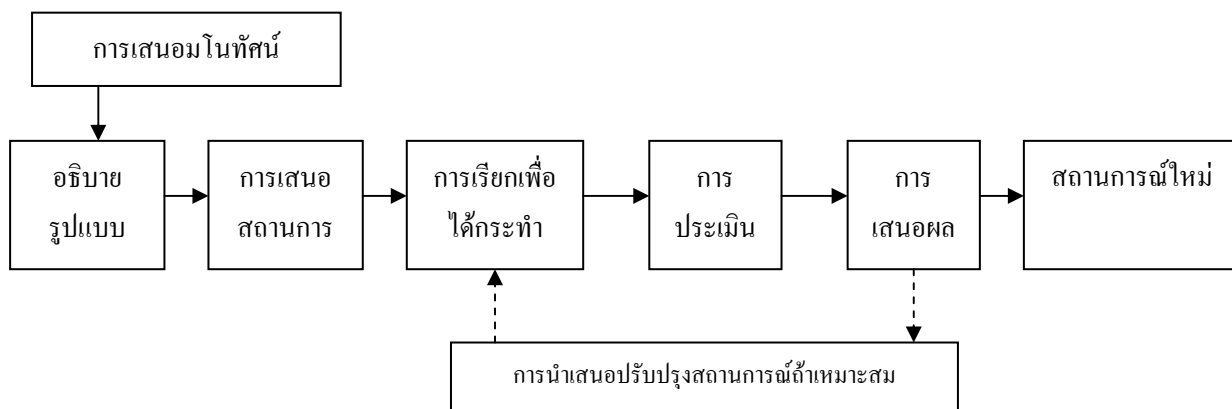 การเสนอมโนทัศน์
อธิบาย
รูปแบบ
การเสนอ
สถานการ
การเรียกเพื่อ
ได้กระทำ
การ
ประเมิน
การ
เสนอผล
สถานการณ์ใหม่
การนำเสนอปรับปรุงสถานการณ์ถ้าเหมาะสม